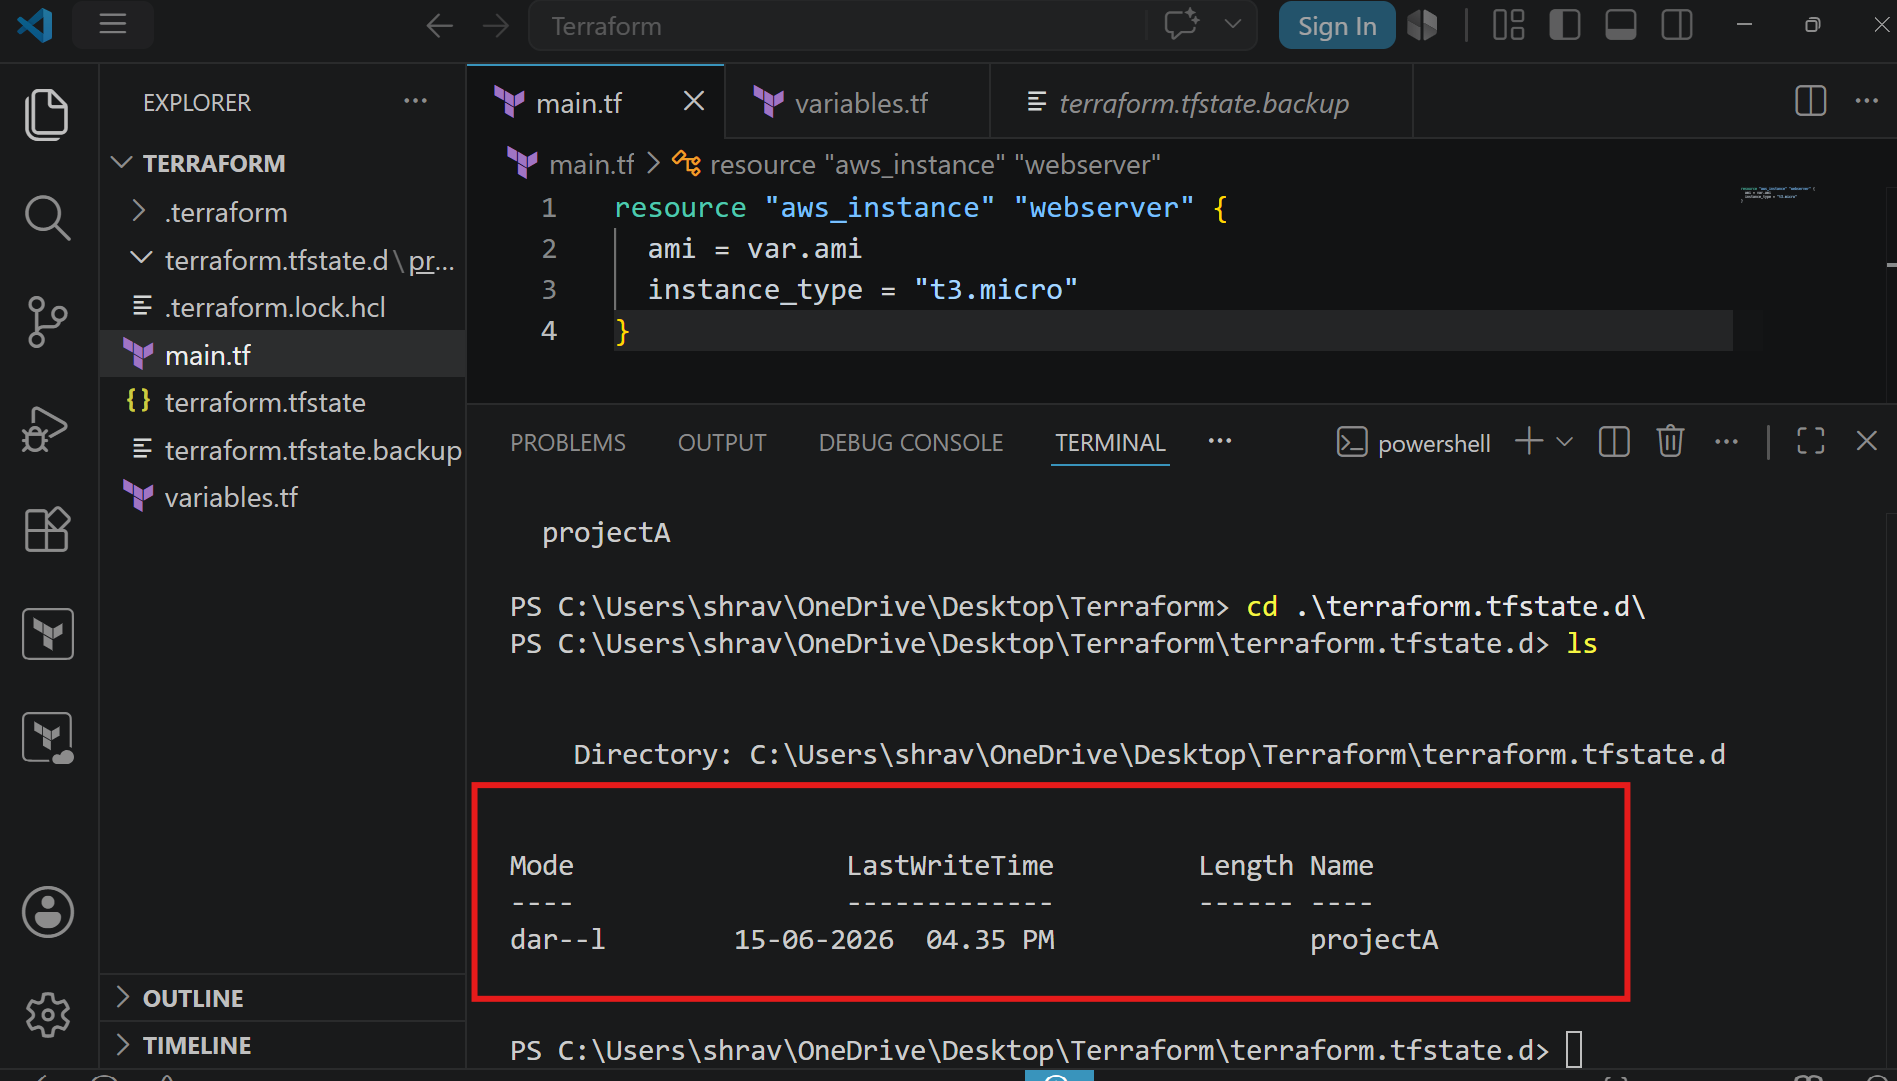 Terraform
Sign In
EXPLORER
TERRAFORM
.terraform
terraform.tfstate.d\pr...
.terraform.lock.hcl
main.tf
terraform.tfstate
terraform.tfstate.backup
variables.tf
OUTLINE
TIMELINE
main.tf
variables.tf
terraform.tfstate.backup
main.tf > resource "aws_instance" "webserver"
1 resource "aws_instance" "webserver" {
2 ami = var.ami
3 instance_type = "t3.micro"
4 }
PROBLEMS OUTPUT DEBUG CONSOLE TERMINAL ··· powershell
projectA
PS C:\Users\shrav\OneDrive\Desktop\Terraform> cd .\terraform.tfstate.d\
PS C:\Users\shrav\OneDrive\Desktop\Terraform\terraform.tfstate.d> ls
Directory: C:\Users\shrav\OneDrive\Desktop\Terraform\terraform.tfstate.d
Mode LastWriteTime Length Name
---- ------------- ------ ----
dar--l 15-06-2026 04.35 PM projectA
PS C:\Users\shrav\OneDrive\Desktop\Terraform\terraform.tfstate.d>